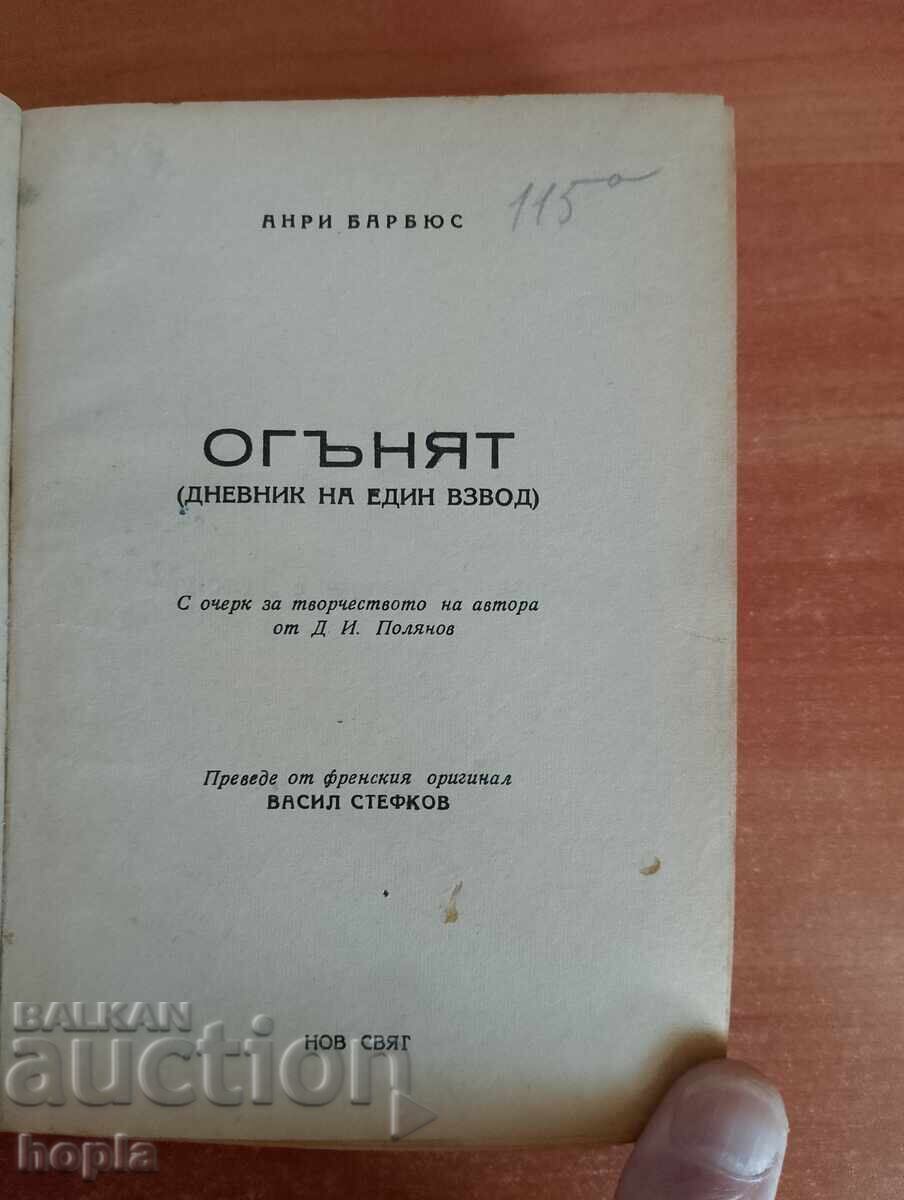 115º
АНРИ БАРБЮС
ОГЪНЯТ
(ДНЕВНИК НА ЕДИН ВЗВОД)
С очерк за творчеството на автора
от Д. И. Полянов
Преведе от френския оригинал
ВАСИЛ СТЕФКОВ
НОВ СВЯТ
BALKAN
auction
hopla